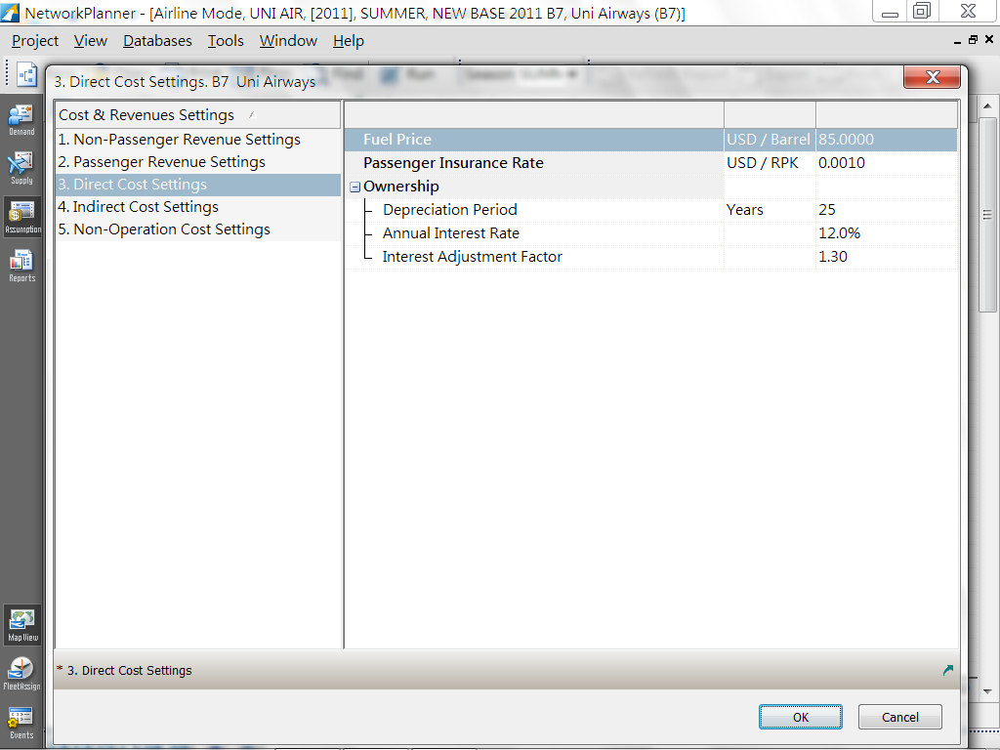 NetworkPlanner - [Airline Mode, UNI AIR, [2011], SUMMER, NEW BASE 2011 B7, Uni Airways (B7)]
Project View Databases Tools Window Help
3. Direct Cost Settings. B7 Uni Airways
Cost & Revenues Settings
1. Non-Passenger Revenue Settings
2. Passenger Revenue Settings
3. Direct Cost Settings
4. Indirect Cost Settings
5. Non-Operation Cost Settings
Fuel Price USD / Barrel 85.0000
Passenger Insurance Rate USD / RPK 0.0010
Ownership
Depreciation Period Years 25
Annual Interest Rate 12.0%
Interest Adjustment Factor 1.30
Demand
Supply
Assumption
Reports
MapView
FleetAssign
Events
* 3. Direct Cost Settings
OK Cancel